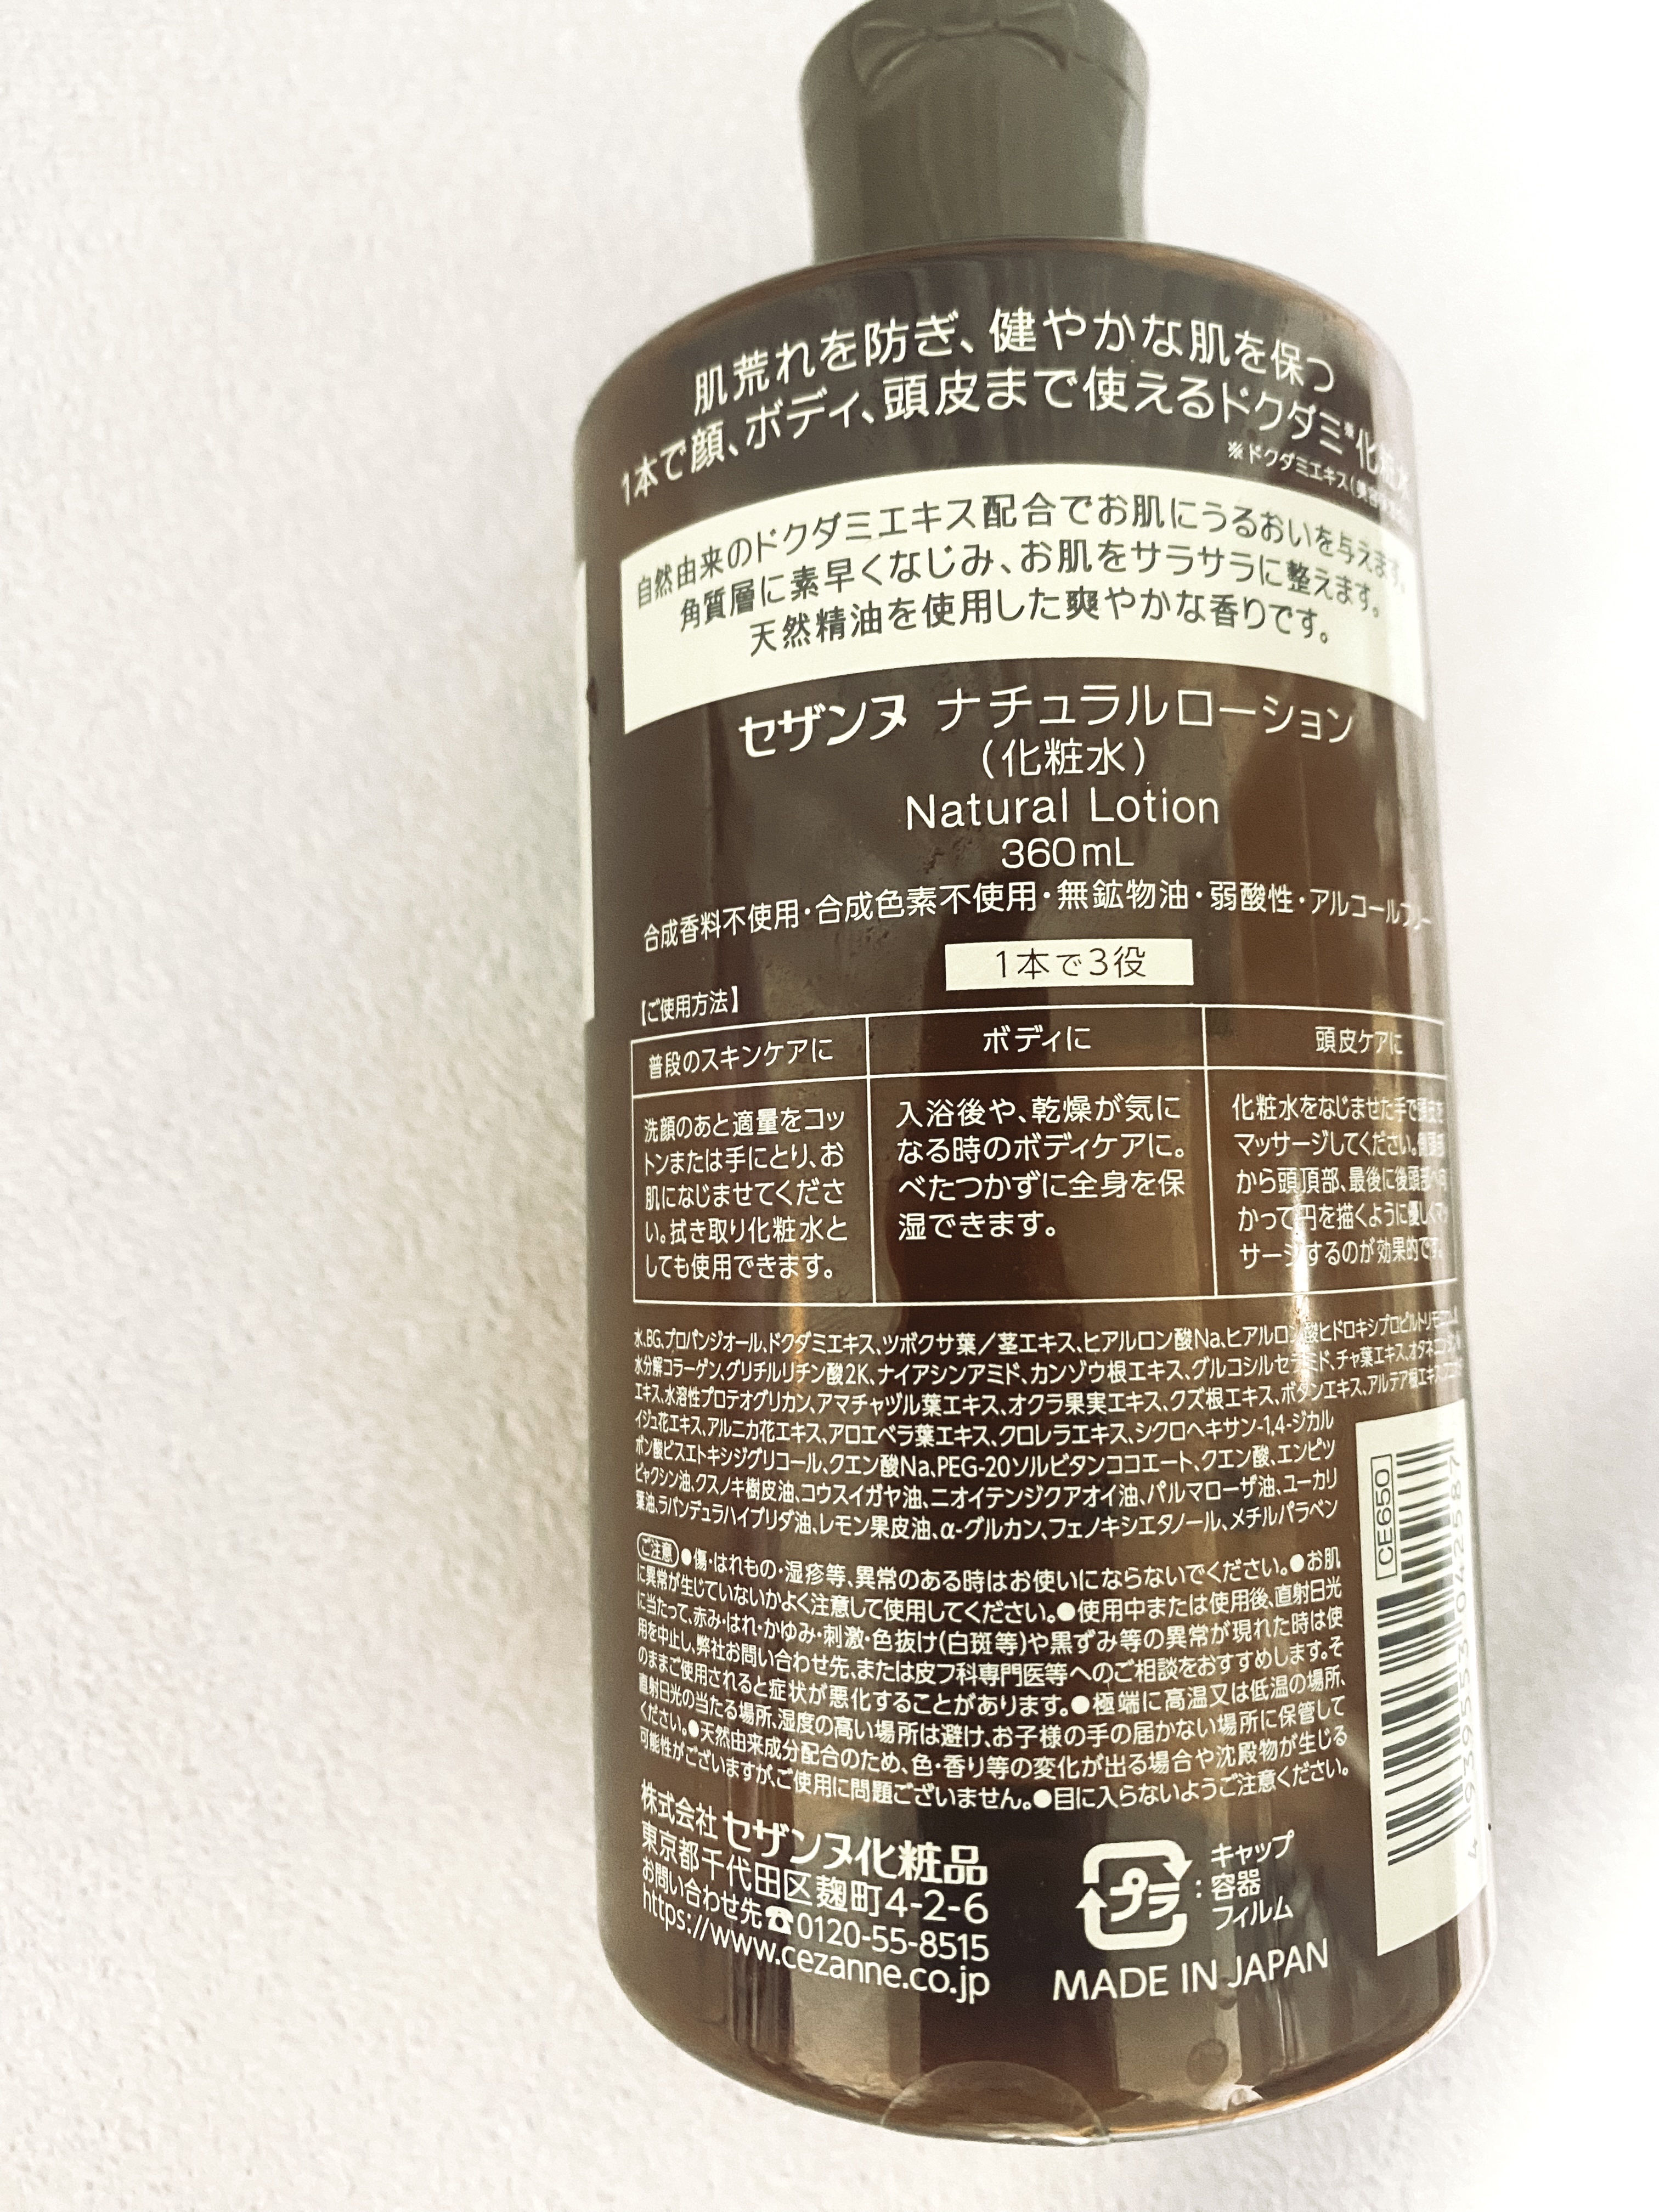 肌荒れを防ぎ、健やかな肌を保つ
1本で顔、ボディ、頭皮まで使えるドクダミ※化粧水
※ドクダミエキス
自然由来のドクダミエキス配合でお肌にうるおいを与えます。
角質層に素早くなじみ、お肌をサラサラに整えます。
天然精油を使用した爽やかな香りです。
セザンヌ ナチュラルローション
(化粧水)
Natural Lotion
360mL
合成香料不使用・合成色素不使用・無鉱物油・弱酸性・アルコールフリー
1本で3役
【ご使用方法】
普段のスキンケアに
洗顔のあと適量をコッ
トンまたは手にとり、お
肌になじませてくださ
い。拭き取り化粧水と
しても使用できます。
ボディに
入浴後や、乾燥が気に
なる時のボディケアに。
べたつかずに全身を保
湿できます。
頭皮ケアに
化粧水をなじませた手で頭皮を
マッサージしてください。側頭部
から頭頂部、最後に後頭部へ向
かって円を描くように優しくマッ
サージするのが効果的です。
水、BG、プロパンジオール、ドクダミエキス、ツボクサ葉/茎エキス、ヒアルロン酸Na、ヒアルロン酸ヒドロキシプロピルトリモニウム、
水分解コラーゲン、グリチルリチン酸2K、ナイアシンアミド、カンゾウ根エキス、グルコシルセラミド、チャ葉エキス、オタネニンジン根
エキス、水溶性プロテオグリカン、アマチャヅル葉エキス、オクラ果実エキス、クズ根エキス、ボタンエキス、アルテア根エキス、
イジュ花エキス、アルニカ花エキス、アロエベラ葉エキス、クロレラエキス、シクロヘキサン-1,4-ジカル
ボン酸ビスエトキシジグリコール、クエン酸Na、PEG-20ソルビタンココエート、クエン酸、エンピツ
ビャクシン油、クスノキ樹皮油、コウスイガヤ油、ニオイテンジクアオイ油、パルマローザ油、ユーカリ
葉油、ラバンデュラハイブリダ油、レモン果皮油、α-グルカン、フェノキシエタノール、メチルパラベン
ご注意 ●傷・はれもの・湿疹等、異常のある時はお使いにならないでください。●お肌
に異常が生じていないかよく注意して使用してください。●使用中または使用後、直射日光
に当たって、赤み・はれ・かゆみ・刺激・色抜け(白斑等)や黒ずみ等の異常が現れた時は使
用を中止し、弊社お問い合わせ先、または皮フ科専門医等へのご相談をおすすめします。そ
のままご使用されると症状が悪化することがあります。●極端に高温又は低温の場所、
直射日光の当たる場所、湿度の高い場所は避け、お子様の手の届かない場所に保管して
ください。●天然由来成分配合のため、色・香り等の変化が出る場合や沈殿物が生じる
可能性がございますが、ご使用に問題ございません。●目に入らないようご注意ください。
株式会社 セザンヌ化粧品
東京都千代田区麹町4-2-6
お問い合わせ先☎0120-55-8515
https://www.cezanne.co.jp
プラ : キャップ
容器
フィルム
MADE IN JAPAN
CE650
4 939553 042587